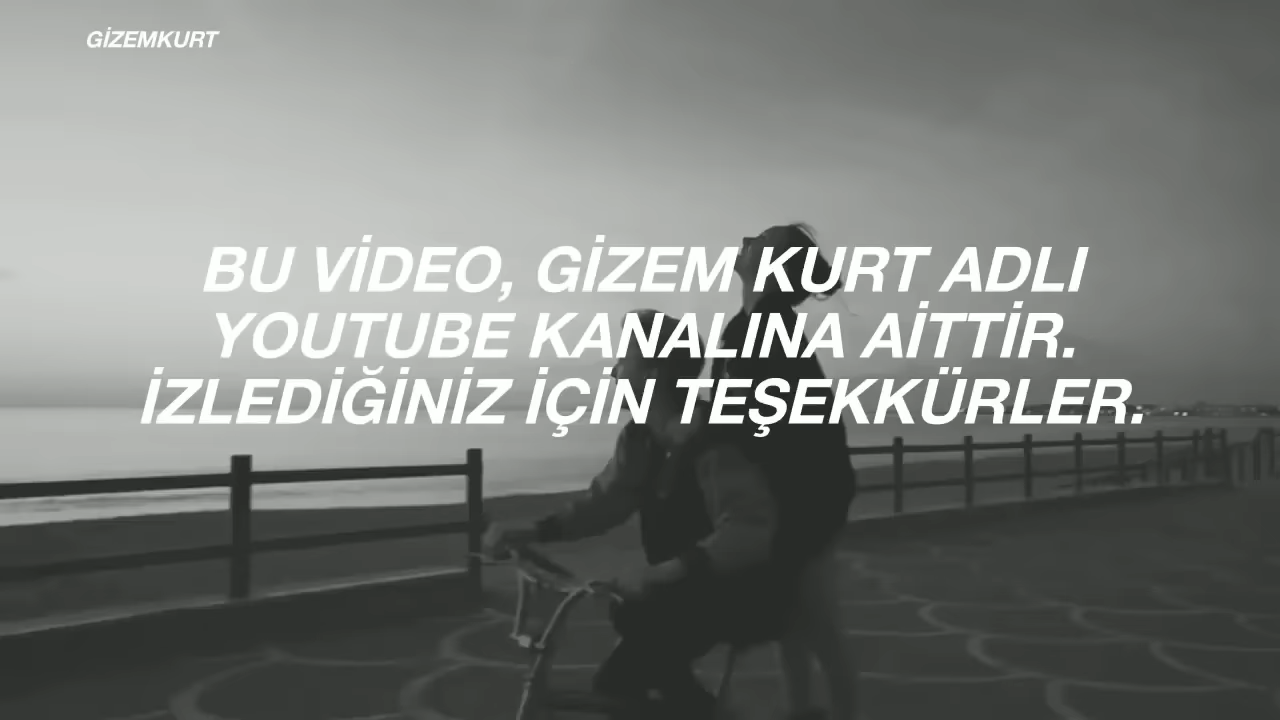 GİZEMKURT
BU VİDEO, GİZEM KURT ADLI
YOUTUBE KANALINA AİTTİR.
İZLEDİĞİNİZ İÇİN TEŞEKKÜRLER.